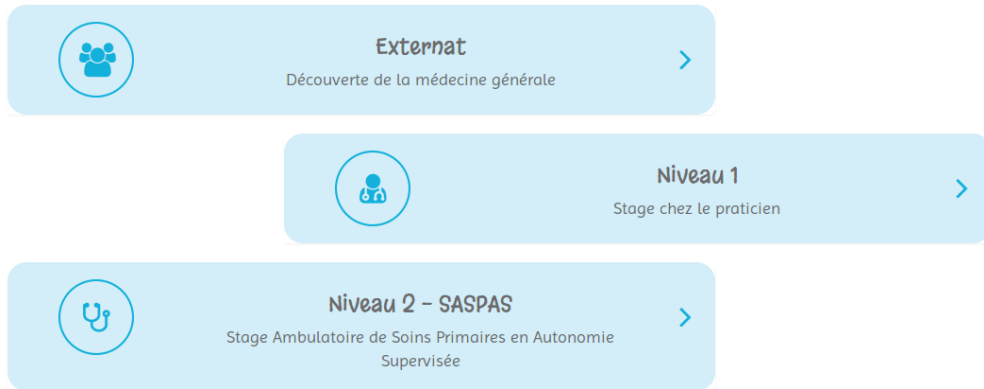 Externat
Découverte de la médecine générale
Niveau 1
Stage chez le praticien
Niveau 2 – SASPAS
Stage Ambulatoire de Soins Primaires en Autonomie
Supervisée